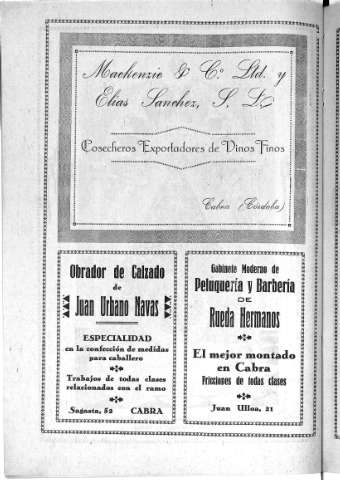 Mackenzie & Cº Ltd. y
Elías Sanchez, S. L.
Cosecheros Exportadores de Vinos Finos
Cabra (Córdoba)
Obrador de Calzado
de
Juan Urbano Navas
ESPECIALIDAD
en la confección de medidas
para caballero
Trabajos de todas clases
relacionados con el ramo
Sagasta, 52 CABRA
Gabinete Moderno de
Peluquería y Barbería
DE
Rueda Hermanos
El mejor montado
en Cabra
Fricciones de todas clases
Juan Ulloa, 21